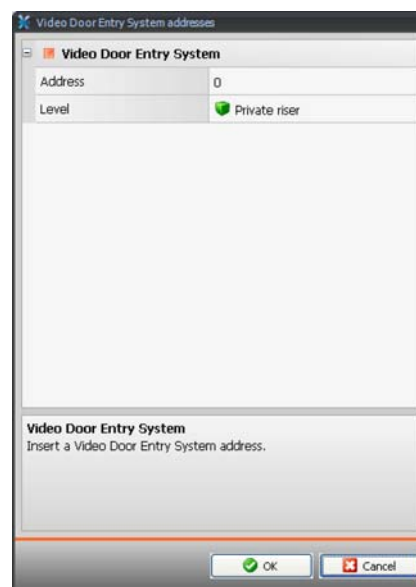 Video Door Entry System addresses
Video Door Entry System
Address 0
Level Private riser
Video Door Entry System
Insert a Video Door Entry System address.
OK Cancel